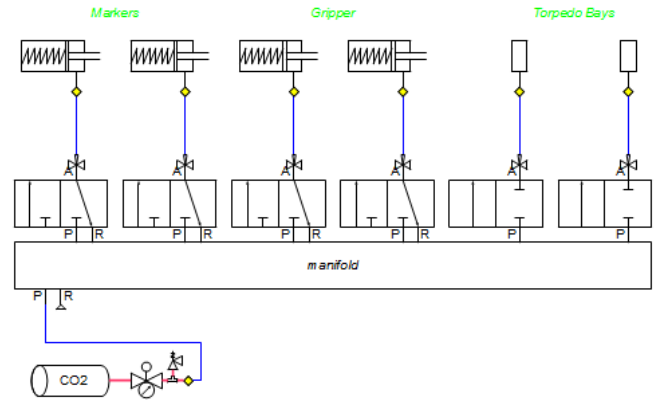 Markers Gripper Torpedo Bays
A A A A A A
P R P R P R P R P P
manifold
P R
CO2